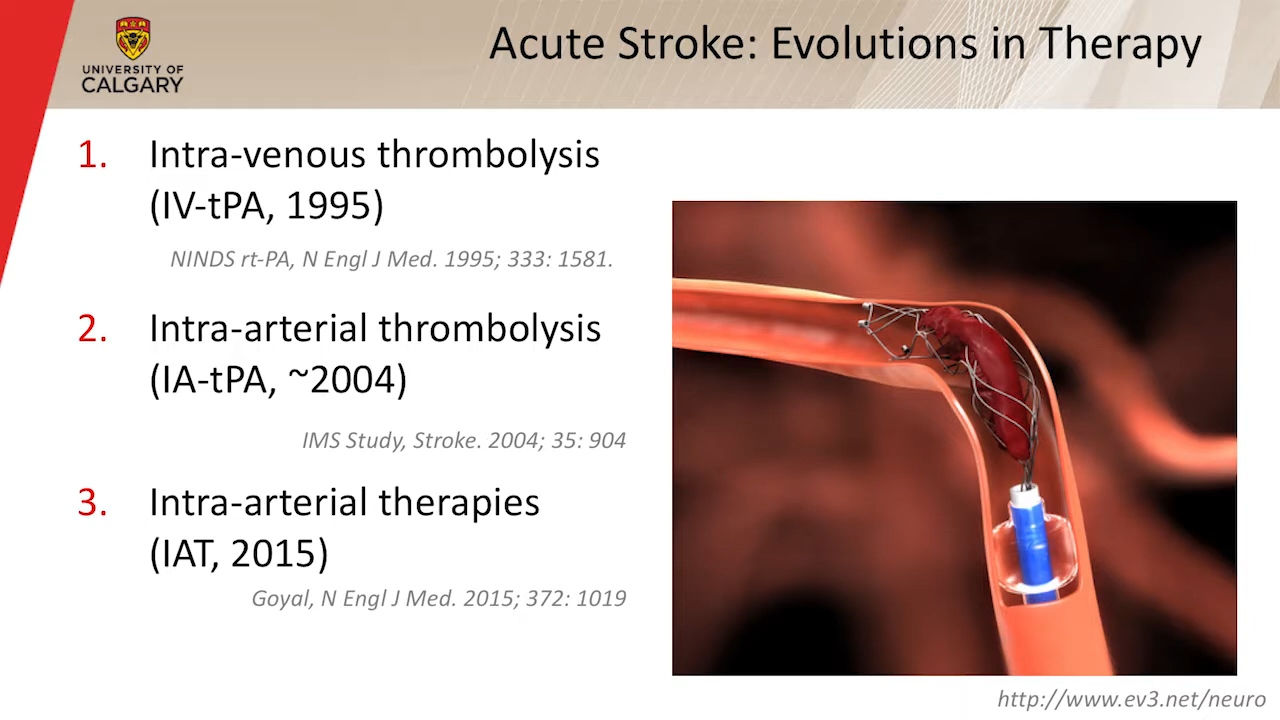 UNIVERSITY OF
CALGARY
Acute Stroke: Evolutions in Therapy
1. Intra-venous thrombolysis
(IV-tPA, 1995)
NINDS rt-PA, N Engl J Med. 1995; 333: 1581.
2. Intra-arterial thrombolysis
(IA-tPA, ~2004)
IMS Study, Stroke. 2004; 35: 904
3. Intra-arterial therapies
(IAT, 2015)
Goyal, N Engl J Med. 2015; 372: 1019
http://www.ev3.net/neuro